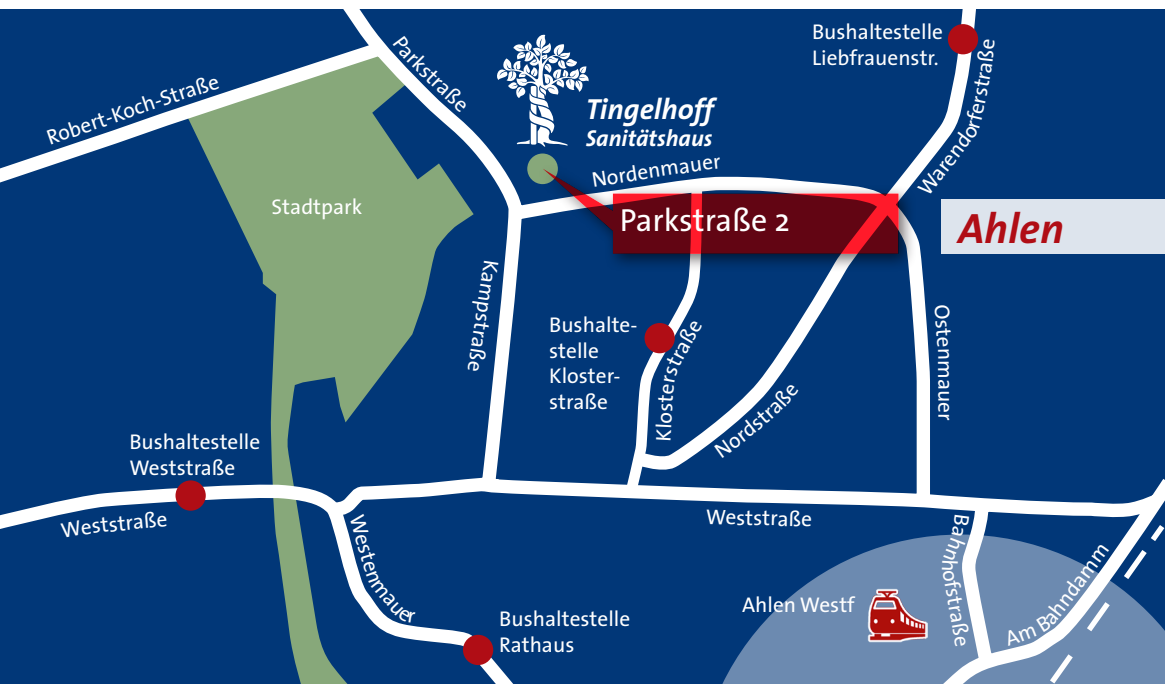 Bushaltestelle
Liebfrauenstr.
Parkstraße
Robert-Koch-Straße
Warendorferstraße
Tingelhoff
Sanitätshaus
Nordenmauer
Stadtpark
Parkstraße 2
Ahlen
Kampstraße
Ostenmauer
Bushalte-
stelle
Kloster-
straße
Klosterstraße
Nordstraße
Bushaltestelle
Weststraße
Weststraße
Weststraße
Westenmauer
Bahnhofstraße
Am Bahndamm
Ahlen Westf
Bushaltestelle
Rathaus